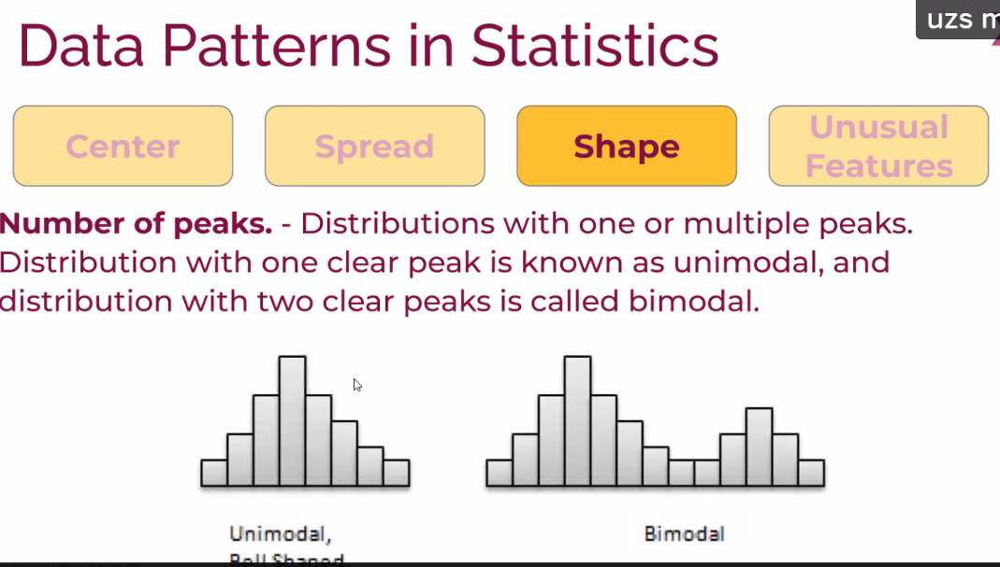 uzs m
Data Patterns in Statistics
Center
Spread
Shape
Unusual
Features
Number of peaks. - Distributions with one or multiple peaks.
Distribution with one clear peak is known as unimodal, and
distribution with two clear peaks is called bimodal.
Unimodal,
Bell Shaped
Bimodal